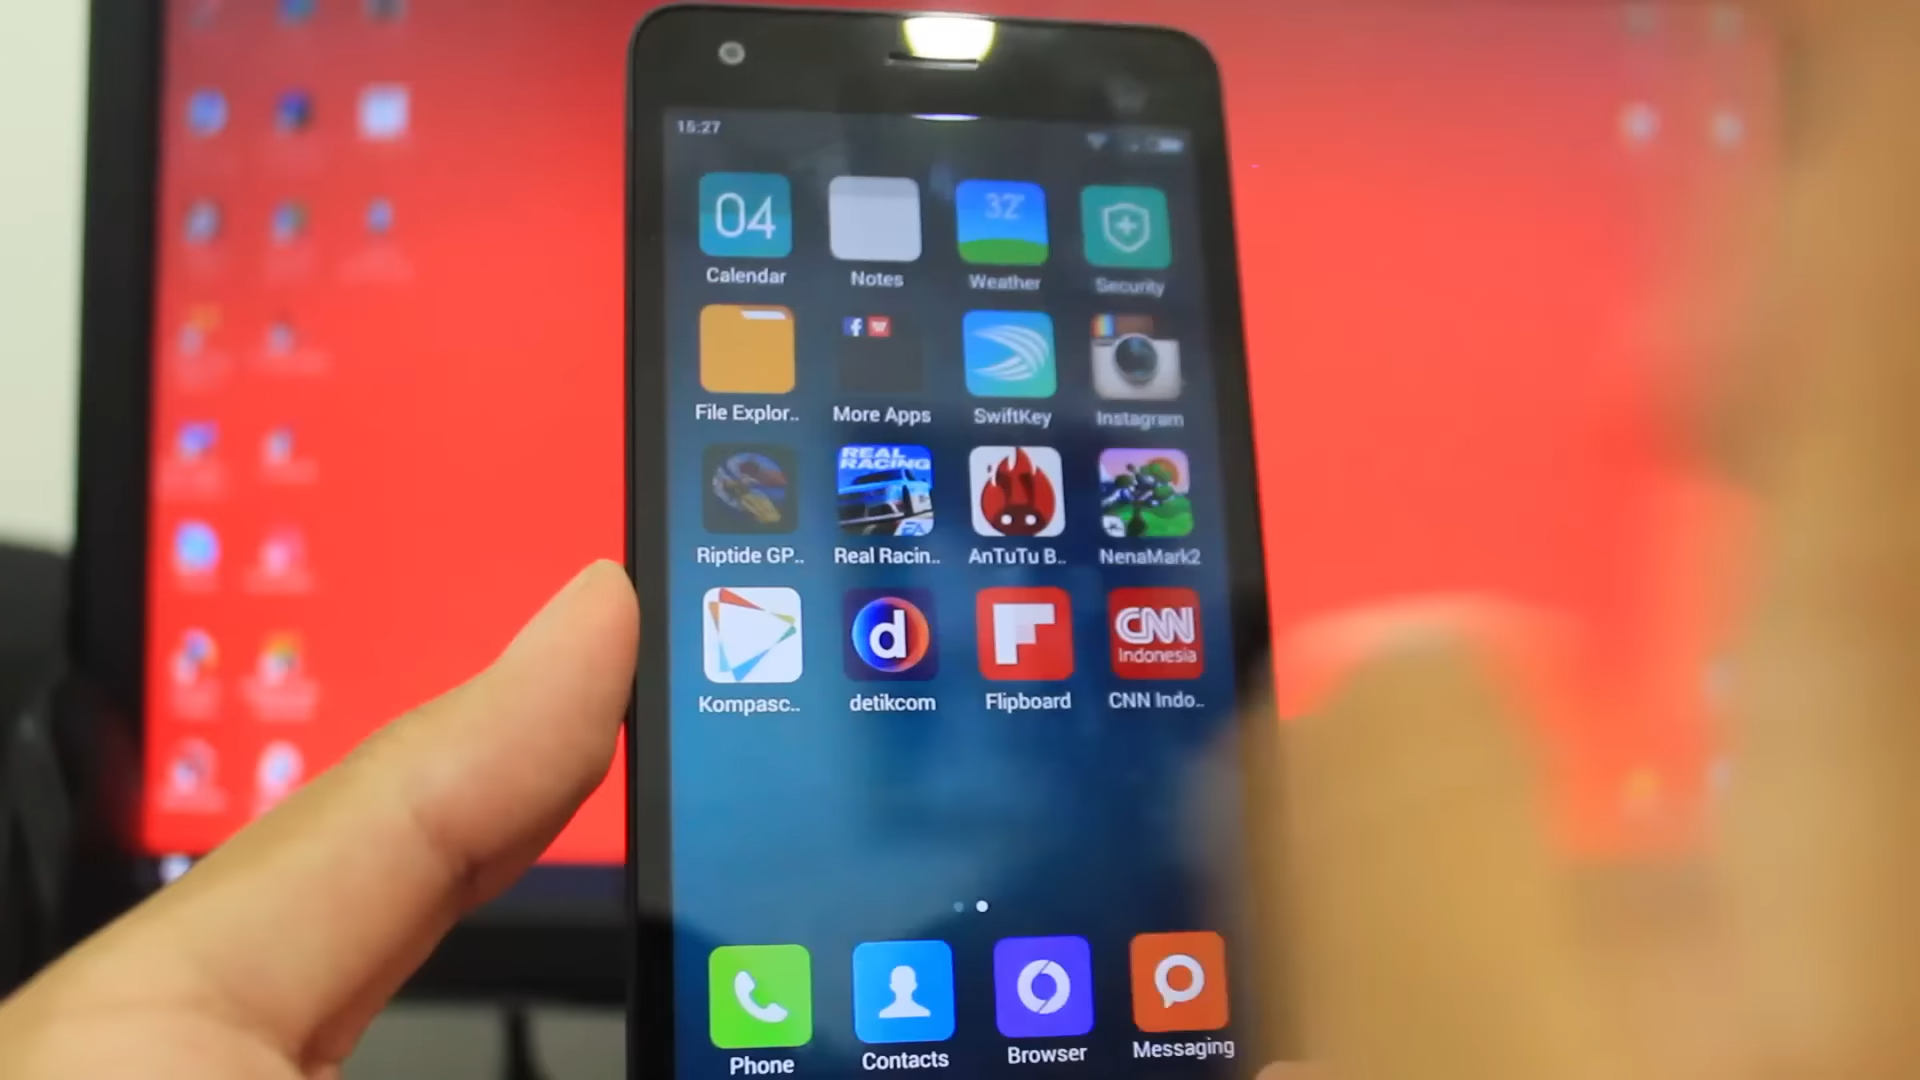 15:27
04
32°
Calendar
Notes
Weather
Security
File Explor..
More Apps
SwiftKey
Instagram
REAL
RACING
EA
Riptide GP..
Real Racin..
AnTuTu B..
NenaMark2
d
CNN
Indonesia
Kompasc..
detikcom
Flipboard
CNN Indo..
Phone
Contacts
Browser
Messaging